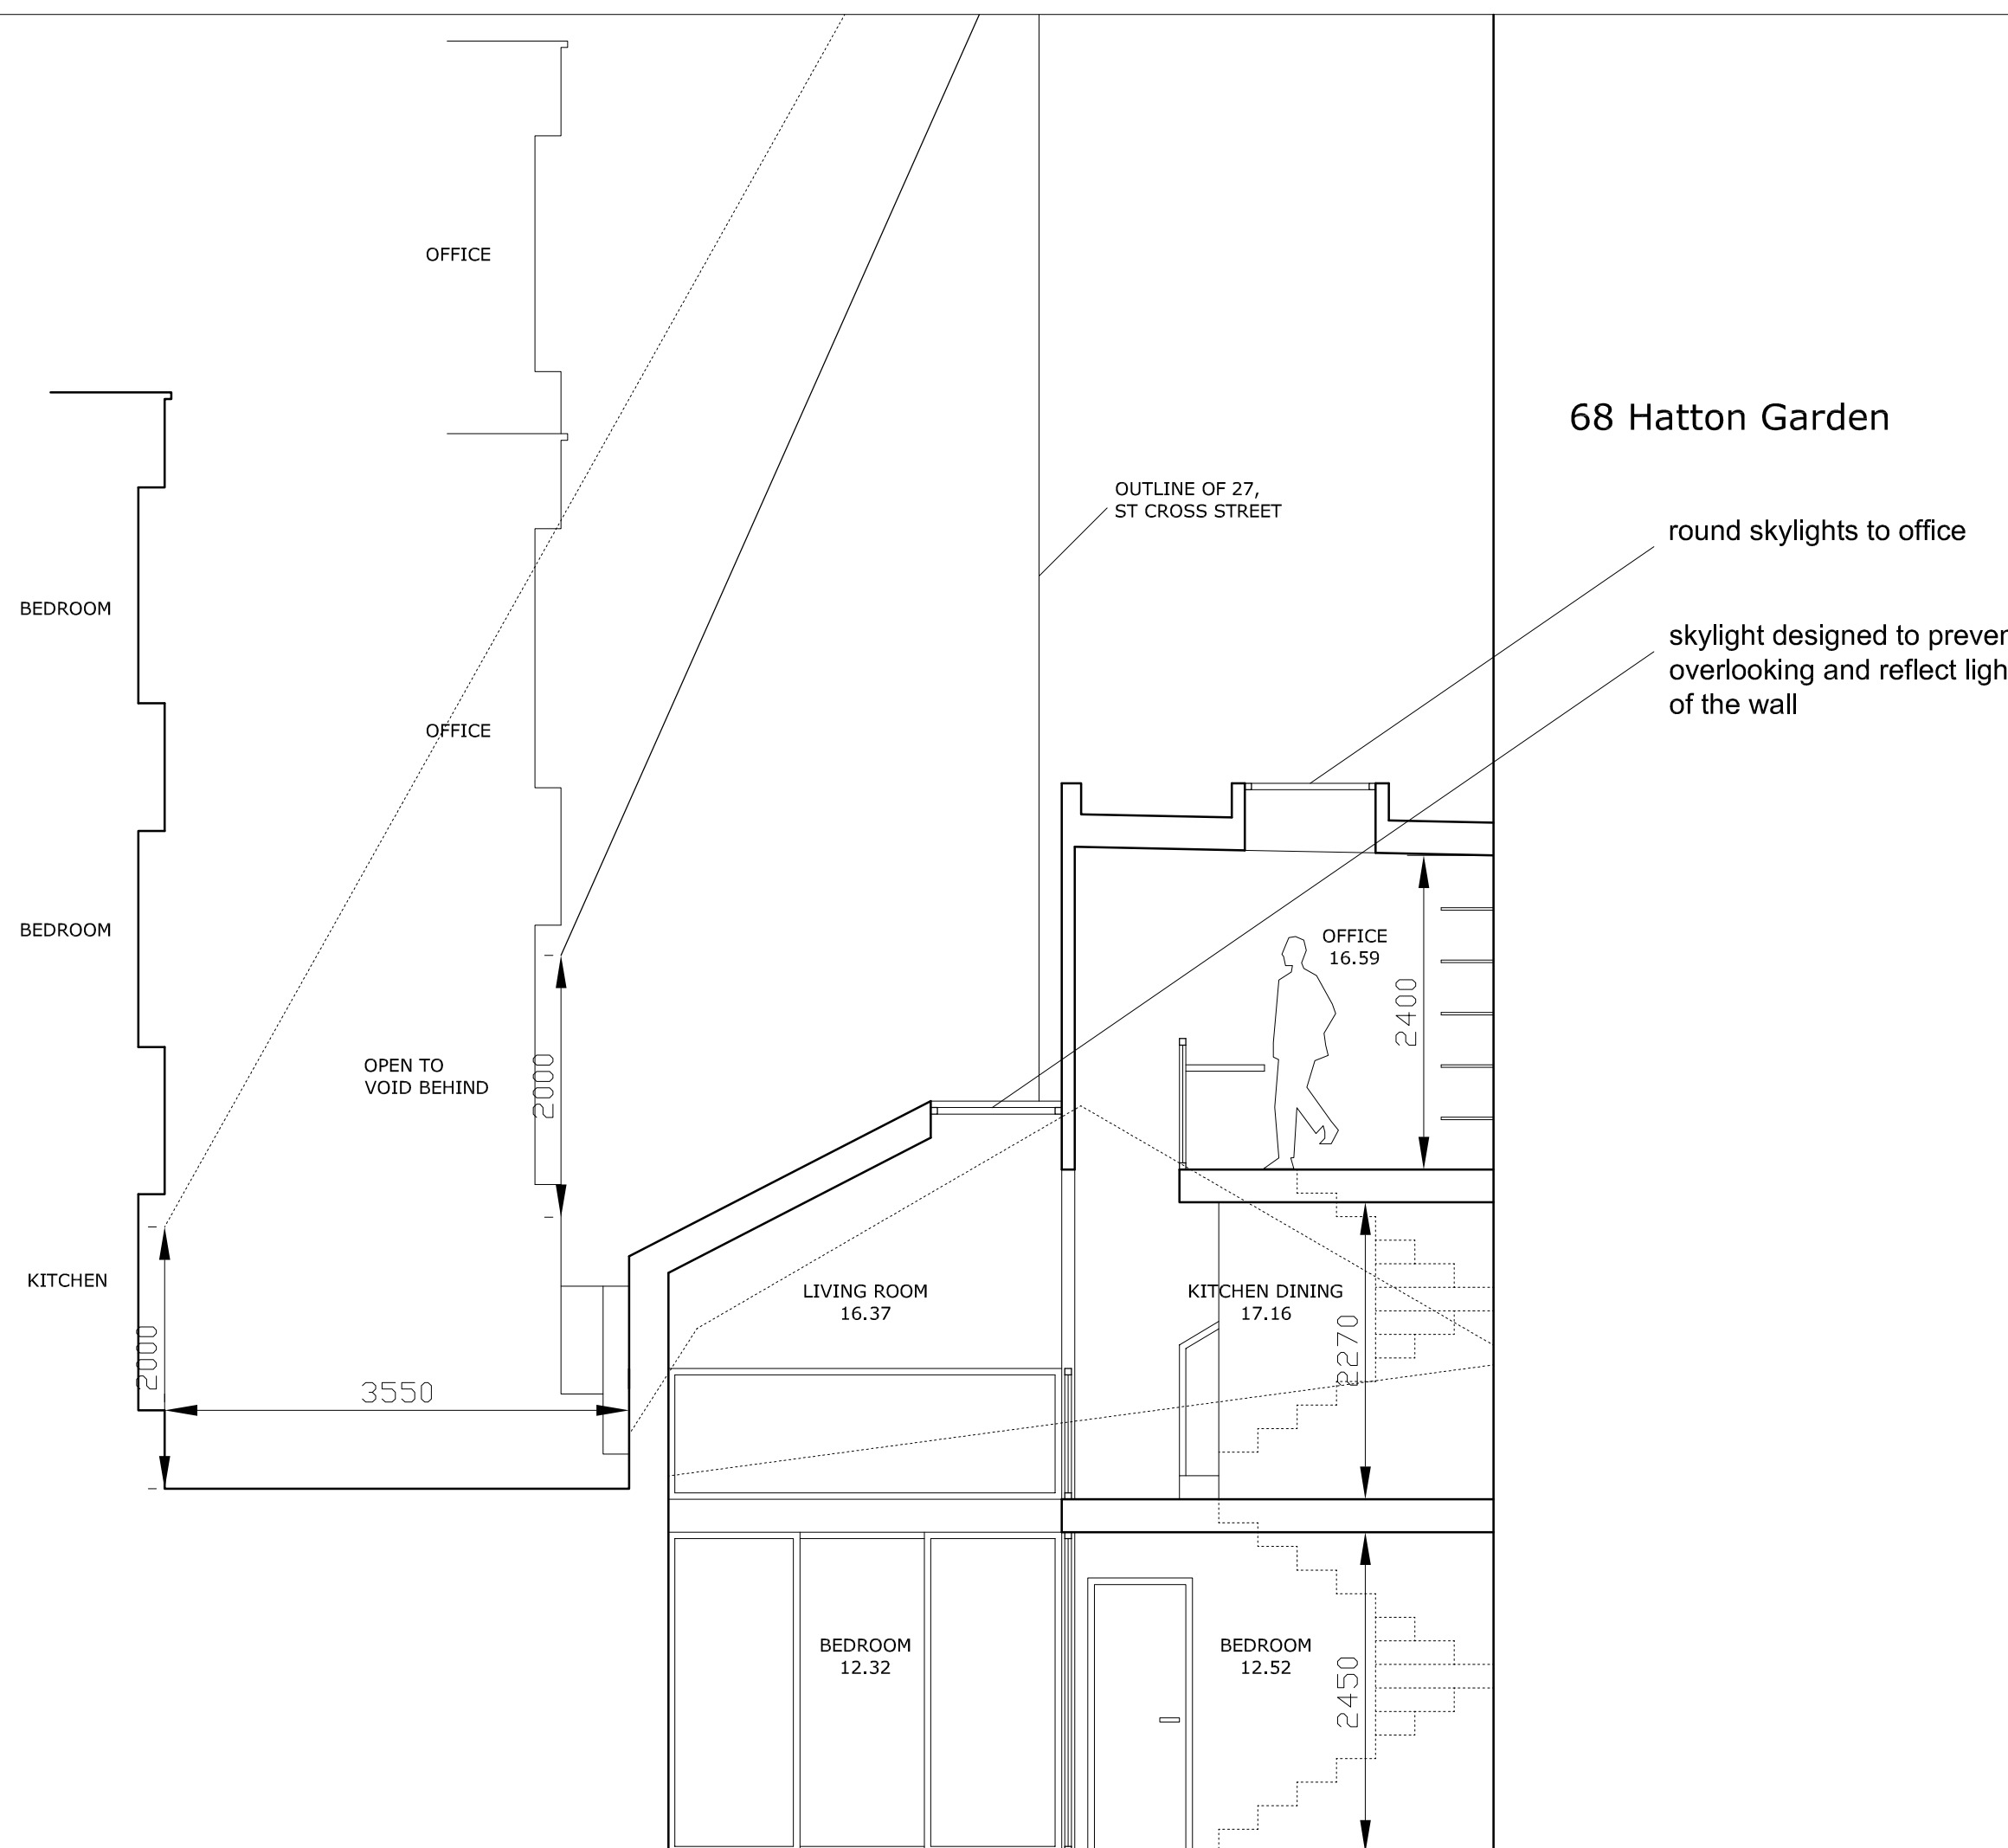 OFFICE
68 Hatton Garden
OUTLINE OF 27,
ST CROSS STREET
round skylights to office
BEDROOM
skylight designed to
overlooking and reflect
of the wall
OFFICE
BEDROOM
OFFICE
16.59
2400
OPEN TO
VOID BEHIND
2000
KITCHEN
LIVING ROOM
16.37
KITCHEN DINING
17.16
2270
2000
3550
BEDROOM
12.32
BEDROOM
12.52
2450